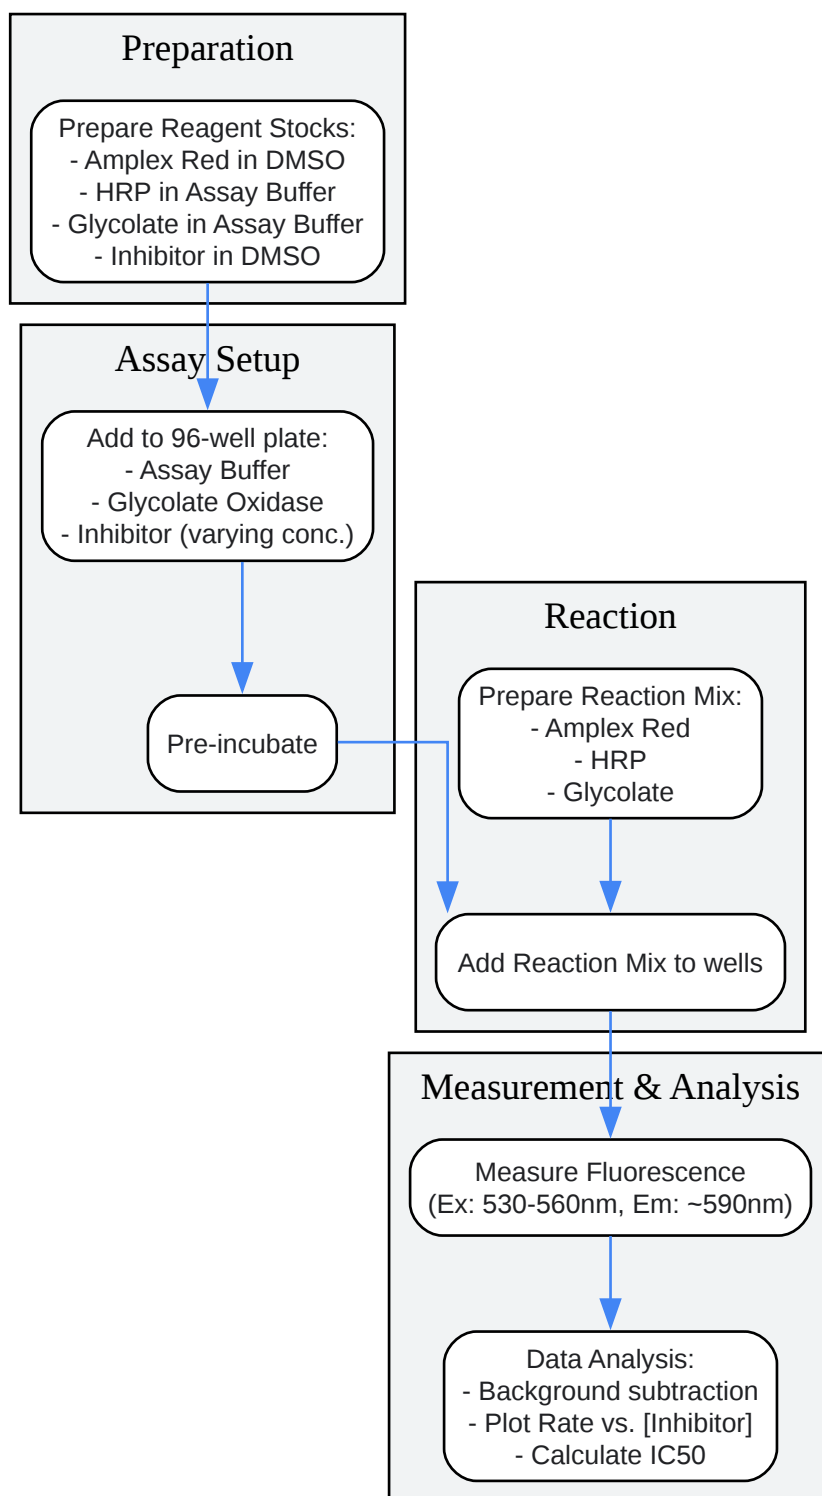 Preparation
Prepare Reagent Stocks:
- Amplex Red in DMSO
- HRP in Assay Buffer
- Glycolate in Assay Buffer
- Inhibitor in DMSO
Assay Setup
Add to 96-well plate:
- Assay Buffer
- Glycolate Oxidase
- Inhibitor (varying conc.)
Pre-incubate
Reaction
Prepare Reaction Mix:
- Amplex Red
- HRP
- Glycolate
Add Reaction Mix to wells
Measurement & Analysis
Measure Fluorescence
(Ex: 530-560nm, Em: ~590nm)
Data Analysis:
- Background subtraction
- Plot Rate vs. [Inhibitor]
- Calculate IC50